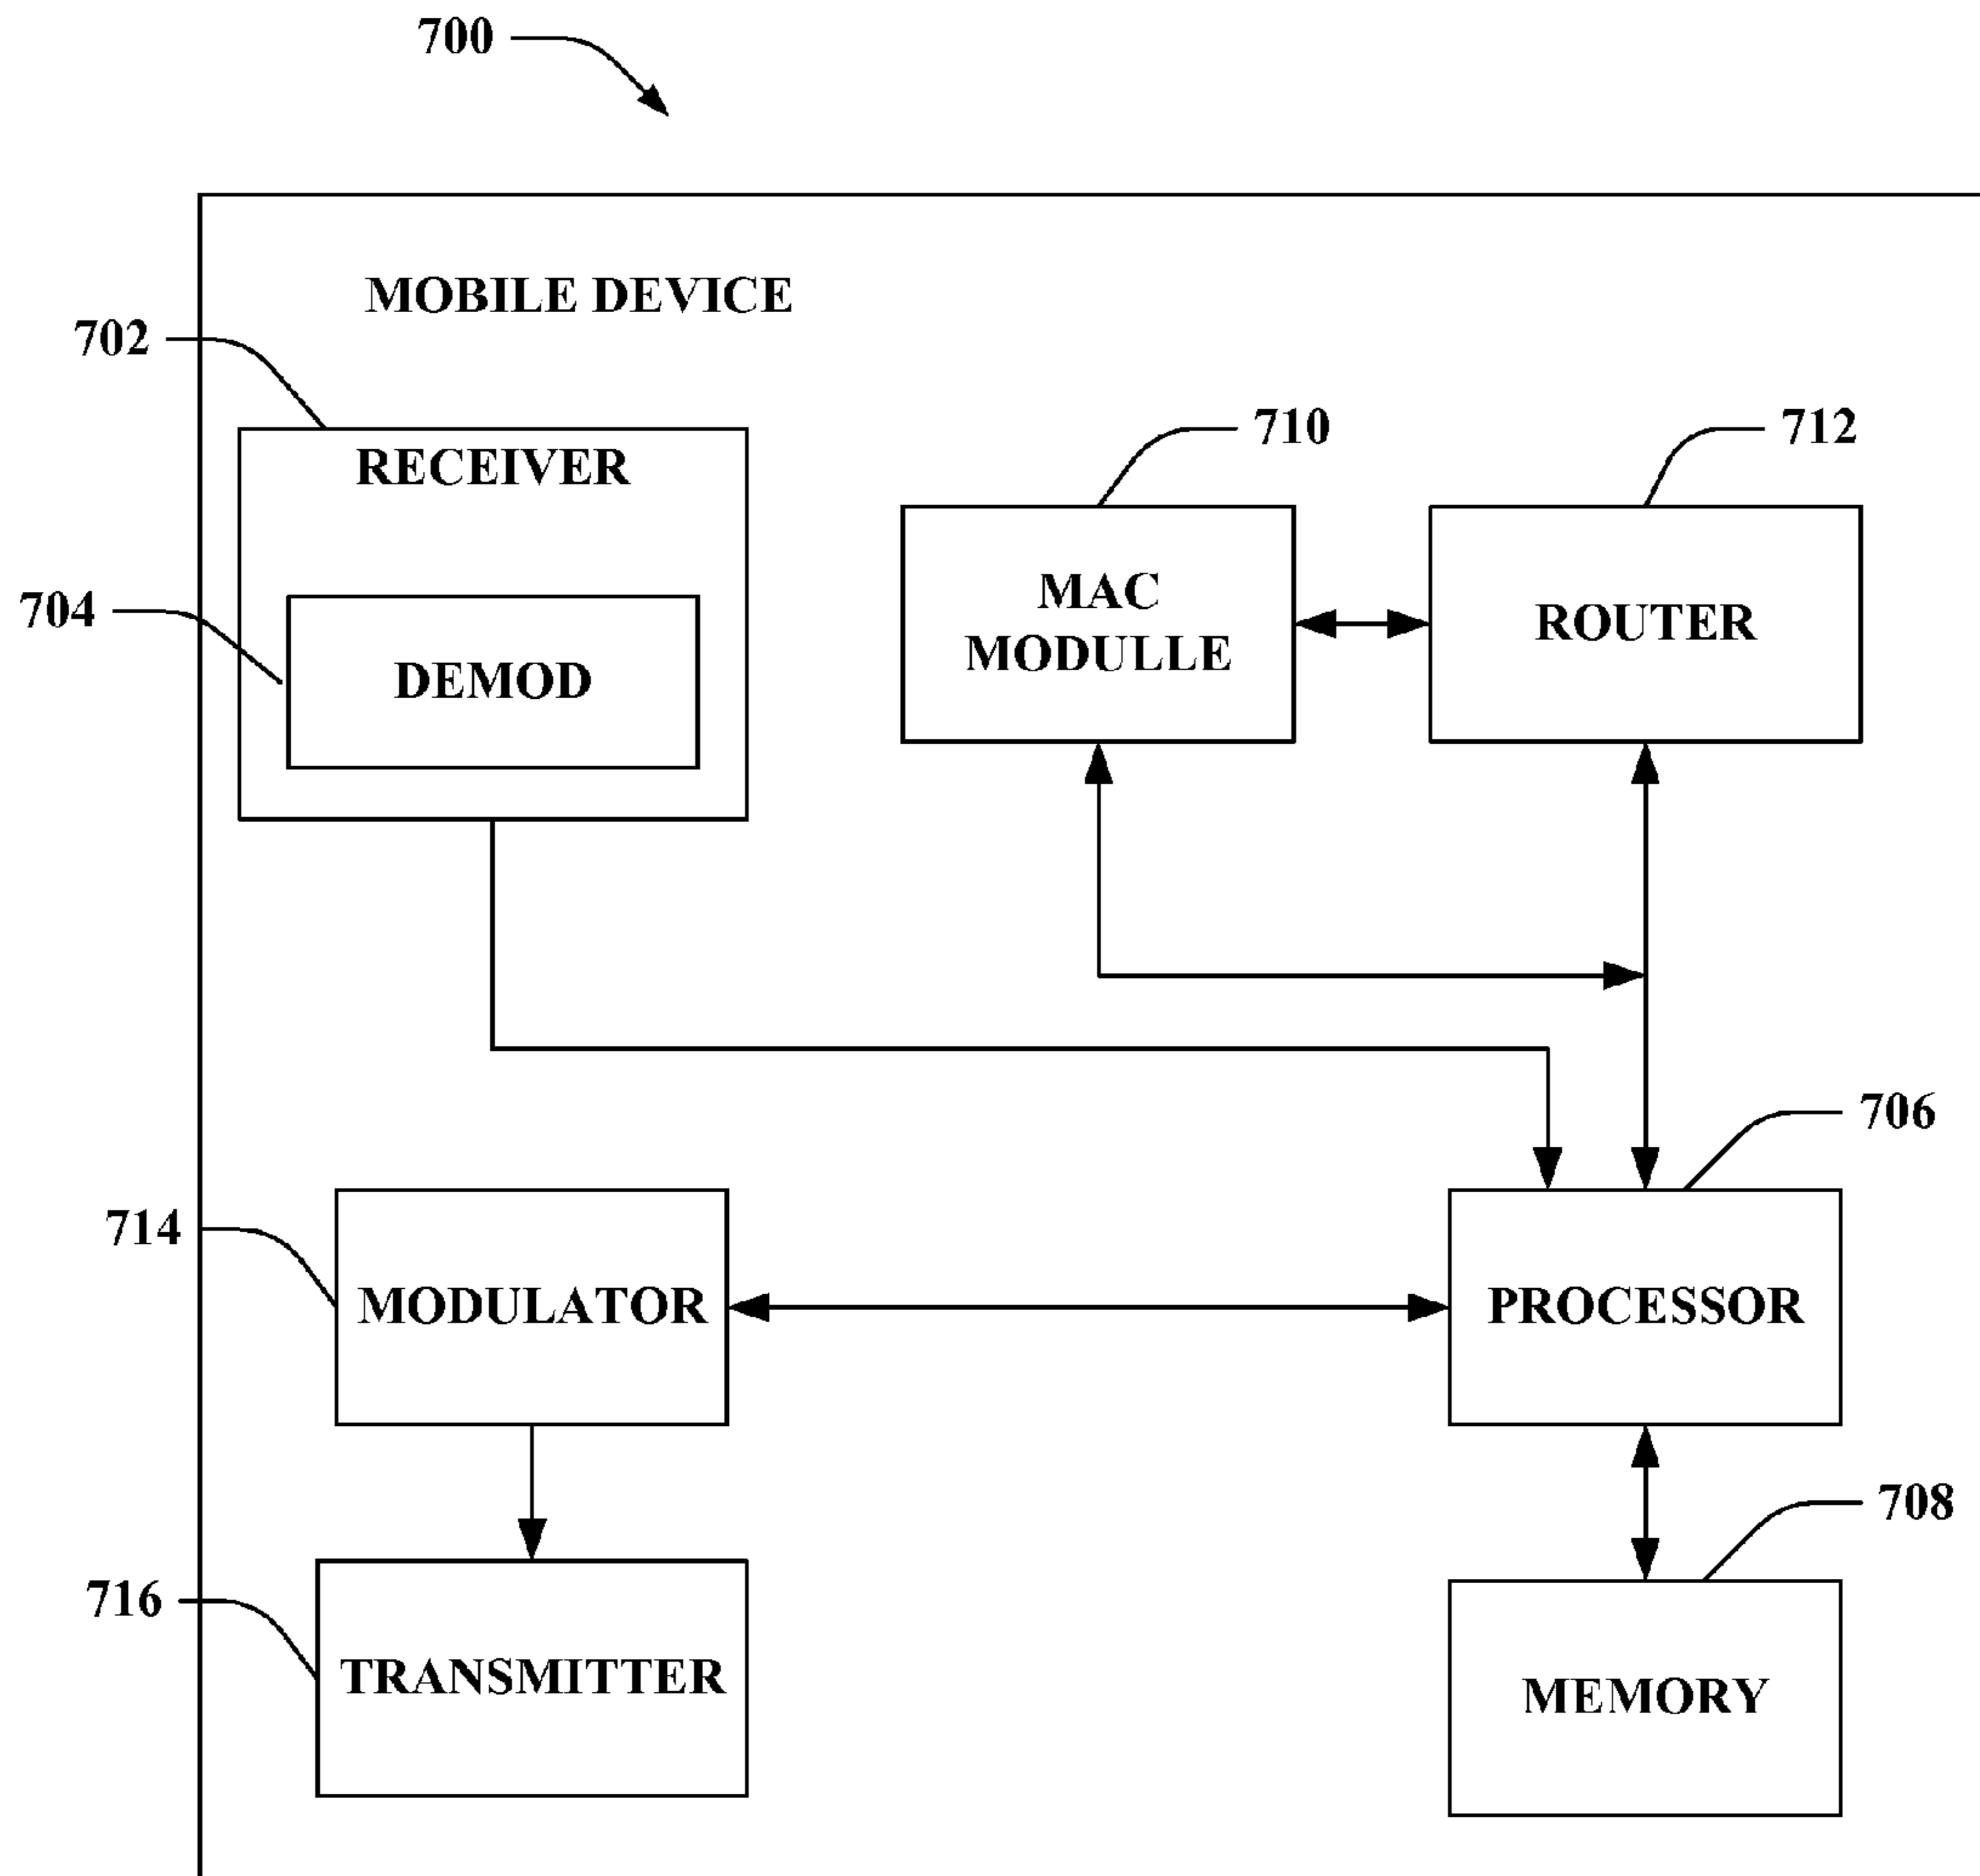 700
MOBILE DEVICE
702
RECEIVER
710
712
704
DEMOD
MAC
MODULLE
ROUTER
706
714
MODULATOR
PROCESSOR
708
716
TRANSMITTER
MEMORY